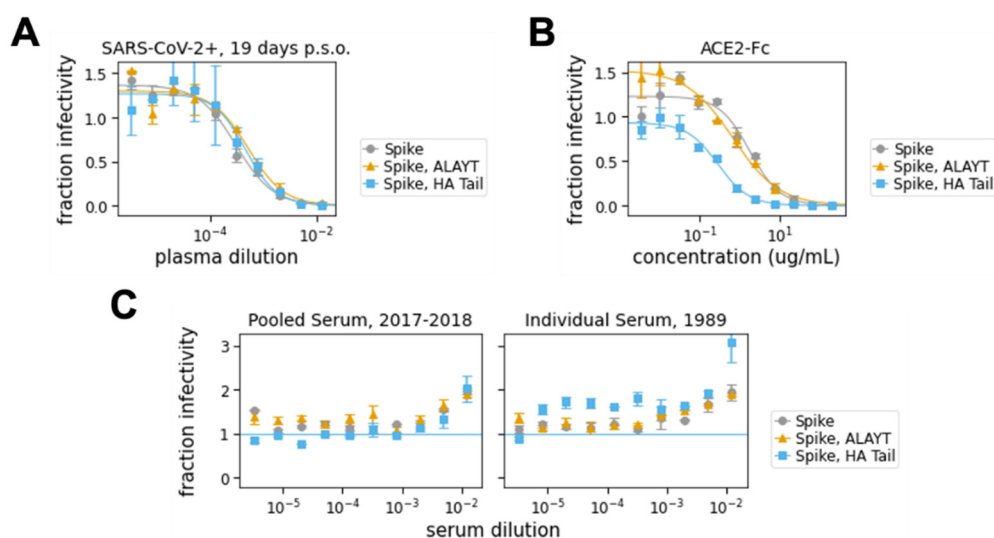 A
SARS-CoV-2+, 19 days p.s.o.
fraction infectivity
1.5
1.0
0.5
0.0
10⁻⁴
10⁻²
plasma dilution
Spike
Spike, ALAYT
Spike, HA Tail
B
ACE2-Fc
fraction infectivity
1.5
1.0
0.5
0.0
10⁻¹
10¹
concentration (ug/mL)
Spike
Spike, ALAYT
Spike, HA Tail
C
Pooled Serum, 2017-2018
Individual Serum, 1989
fraction infectivity
3
2
1
0
10⁻⁵
10⁻⁴
10⁻³
10⁻²
10⁻⁵
10⁻⁴
10⁻³
10⁻²
serum dilution
Spike
Spike, ALAYT
Spike, HA Tail